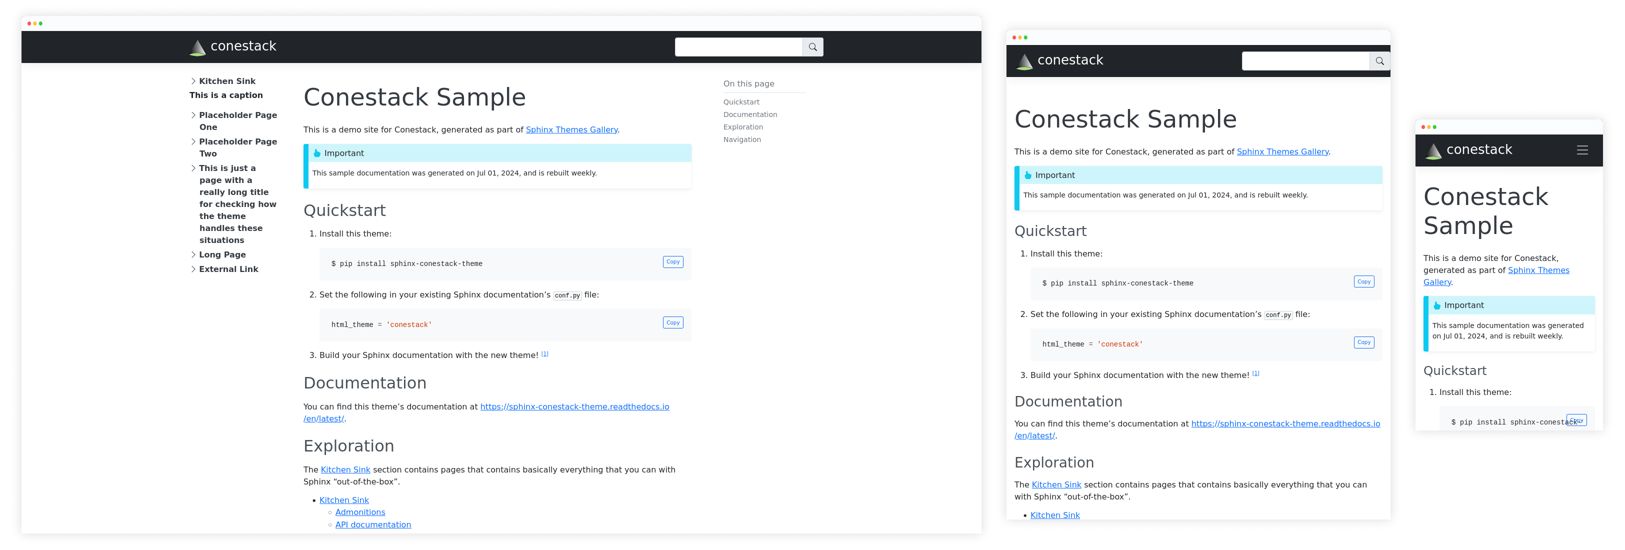 conestack
Kitchen Sink
This is a caption
Placeholder Page
One
Placeholder Page
Two
This is just a
page with a
really long title
for checking how
the theme
handles these
situations
Long Page
External Link
Conestack Sample
This is a demo site for Conestack, generated as part of Sphinx Themes Gallery.
Important
This sample documentation was generated on Jul 01, 2024, and is rebuilt weekly.
Quickstart
1. Install this theme:
$ pip install sphinx-conestack-theme
Copy
2. Set the following in your existing Sphinx documentation’s conf.py file:
html_theme = 'conestack'
Copy
3. Build your Sphinx documentation with the new theme! [1]
Documentation
You can find this theme’s documentation at https://sphinx-conestack-theme.readthedocs.io
/en/latest/.
Exploration
The Kitchen Sink section contains pages that contains basically everything that you can with
Sphinx “out-of-the-box”.
• Kitchen Sink
◦ Admonitions
◦ API documentation
On this page
Quickstart
Documentation
Exploration
Navigation
conestack
Conestack Sample
This is a demo site for Conestack, generated as part of Sphinx Themes Gallery.
Important
This sample documentation was generated on Jul 01, 2024, and is rebuilt weekly.
Quickstart
1. Install this theme:
$ pip install sphinx-conestack-theme
Copy
2. Set the following in your existing Sphinx documentation’s conf.py file:
html_theme = 'conestack'
Copy
3. Build your Sphinx documentation with the new theme! [1]
Documentation
You can find this theme’s documentation at https://sphinx-conestack-theme.readthedocs.io
/en/latest/.
Exploration
The Kitchen Sink section contains pages that contains basically everything that you can
with Sphinx “out-of-the-box”.
• Kitchen Sink
conestack
Conestack
Sample
This is a demo site for Conestack,
generated as part of Sphinx Themes
Gallery.
Important
This sample documentation was generated
on Jul 01, 2024, and is rebuilt weekly.
Quickstart
1. Install this theme:
$ pip install sphinx-conestack
Copy